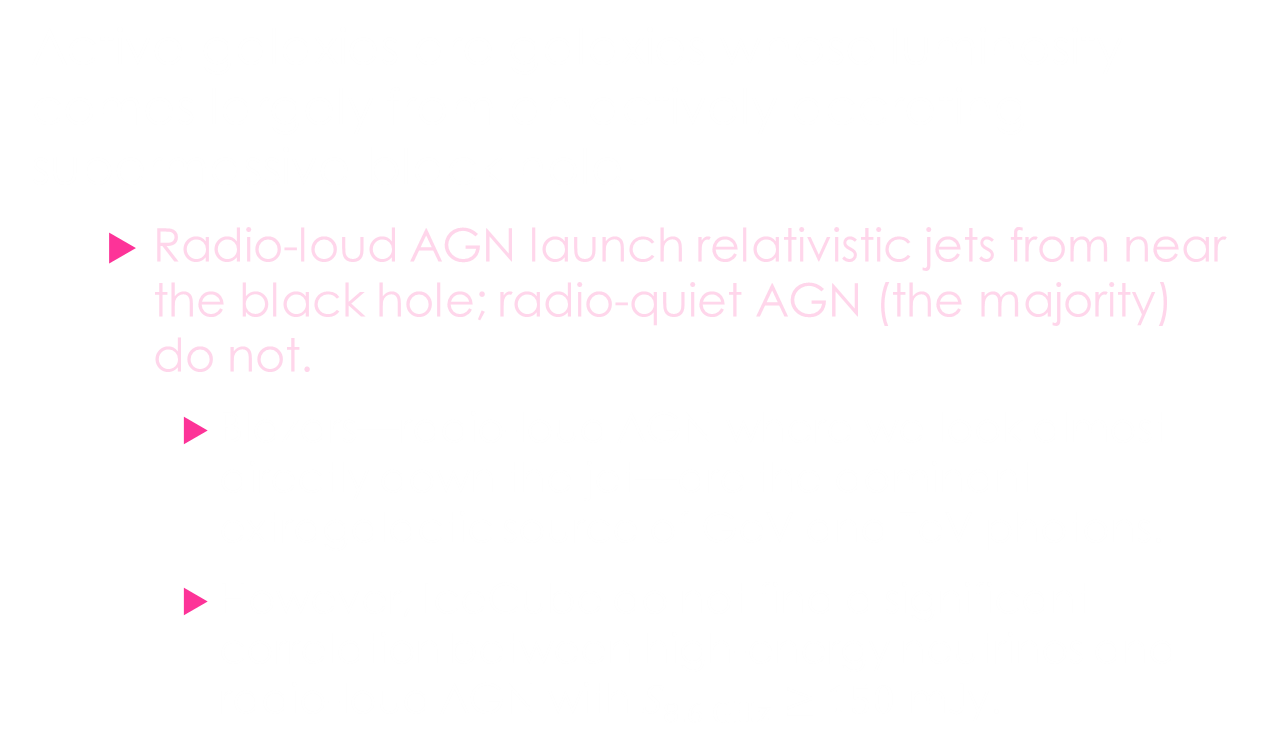 Radio-loud AGN launch relativistic jets from near
the black hole; radio-quiet AGN (the majority)
do not.